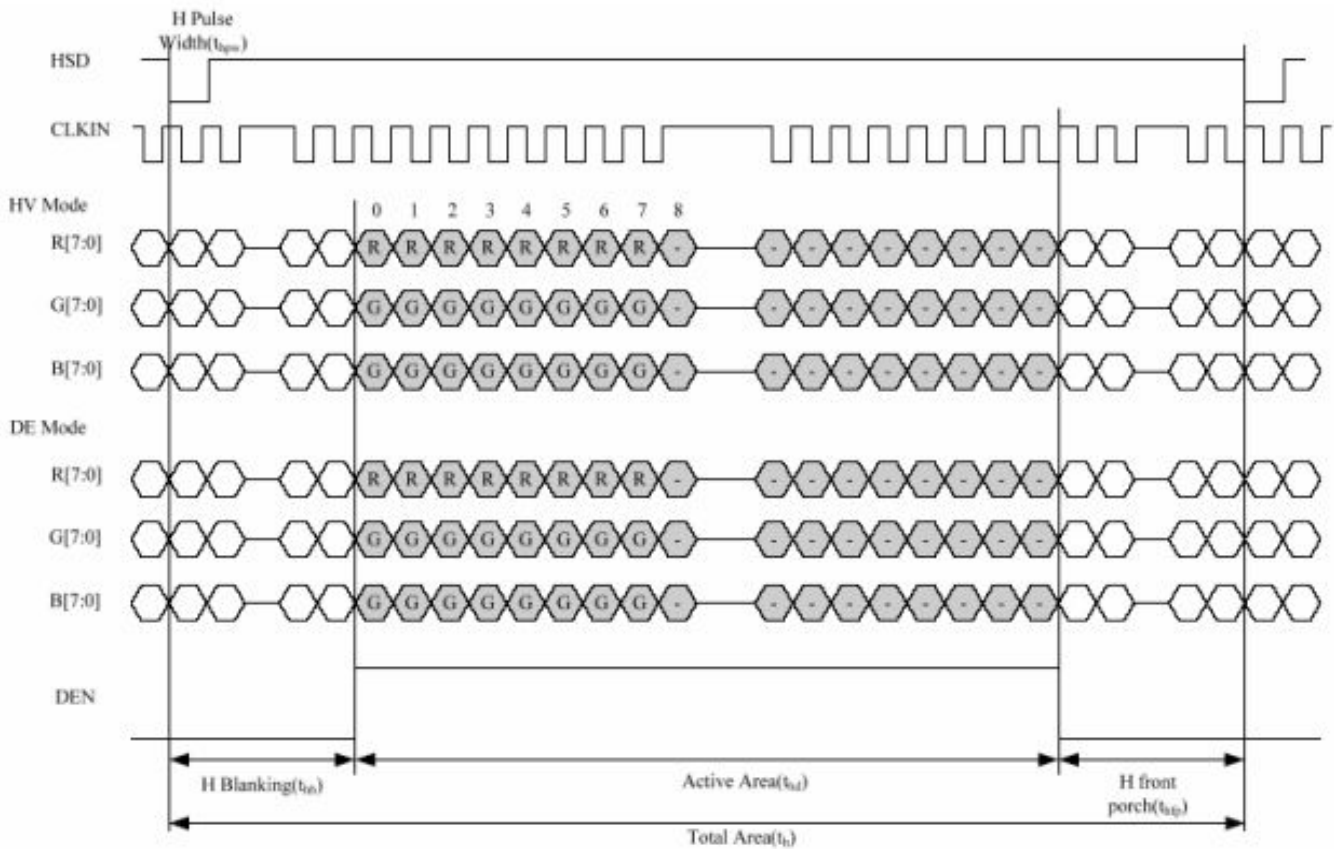 H Pulse
Width(thpw)
HSD
CLKIN
HV Mode
0 1 2 3 4 5 6 7 8
R[7:0] R R R R R R R R - - - - - - - - -
G[7:0] G G G G G G G G - - - - - - - - -
B[7:0] G G G G G G G G - - - - - - - - -
DE Mode
R[7:0] R R R R R R R R - - - - - - - - -
G[7:0] G G G G G G G G - - - - - - - - -
B[7:0] G G G G G G G G - - - - - - - - -
DEN
H Blanking(thb)
Active Area(thd)
H front
porch(thfp)
Total Area(th)